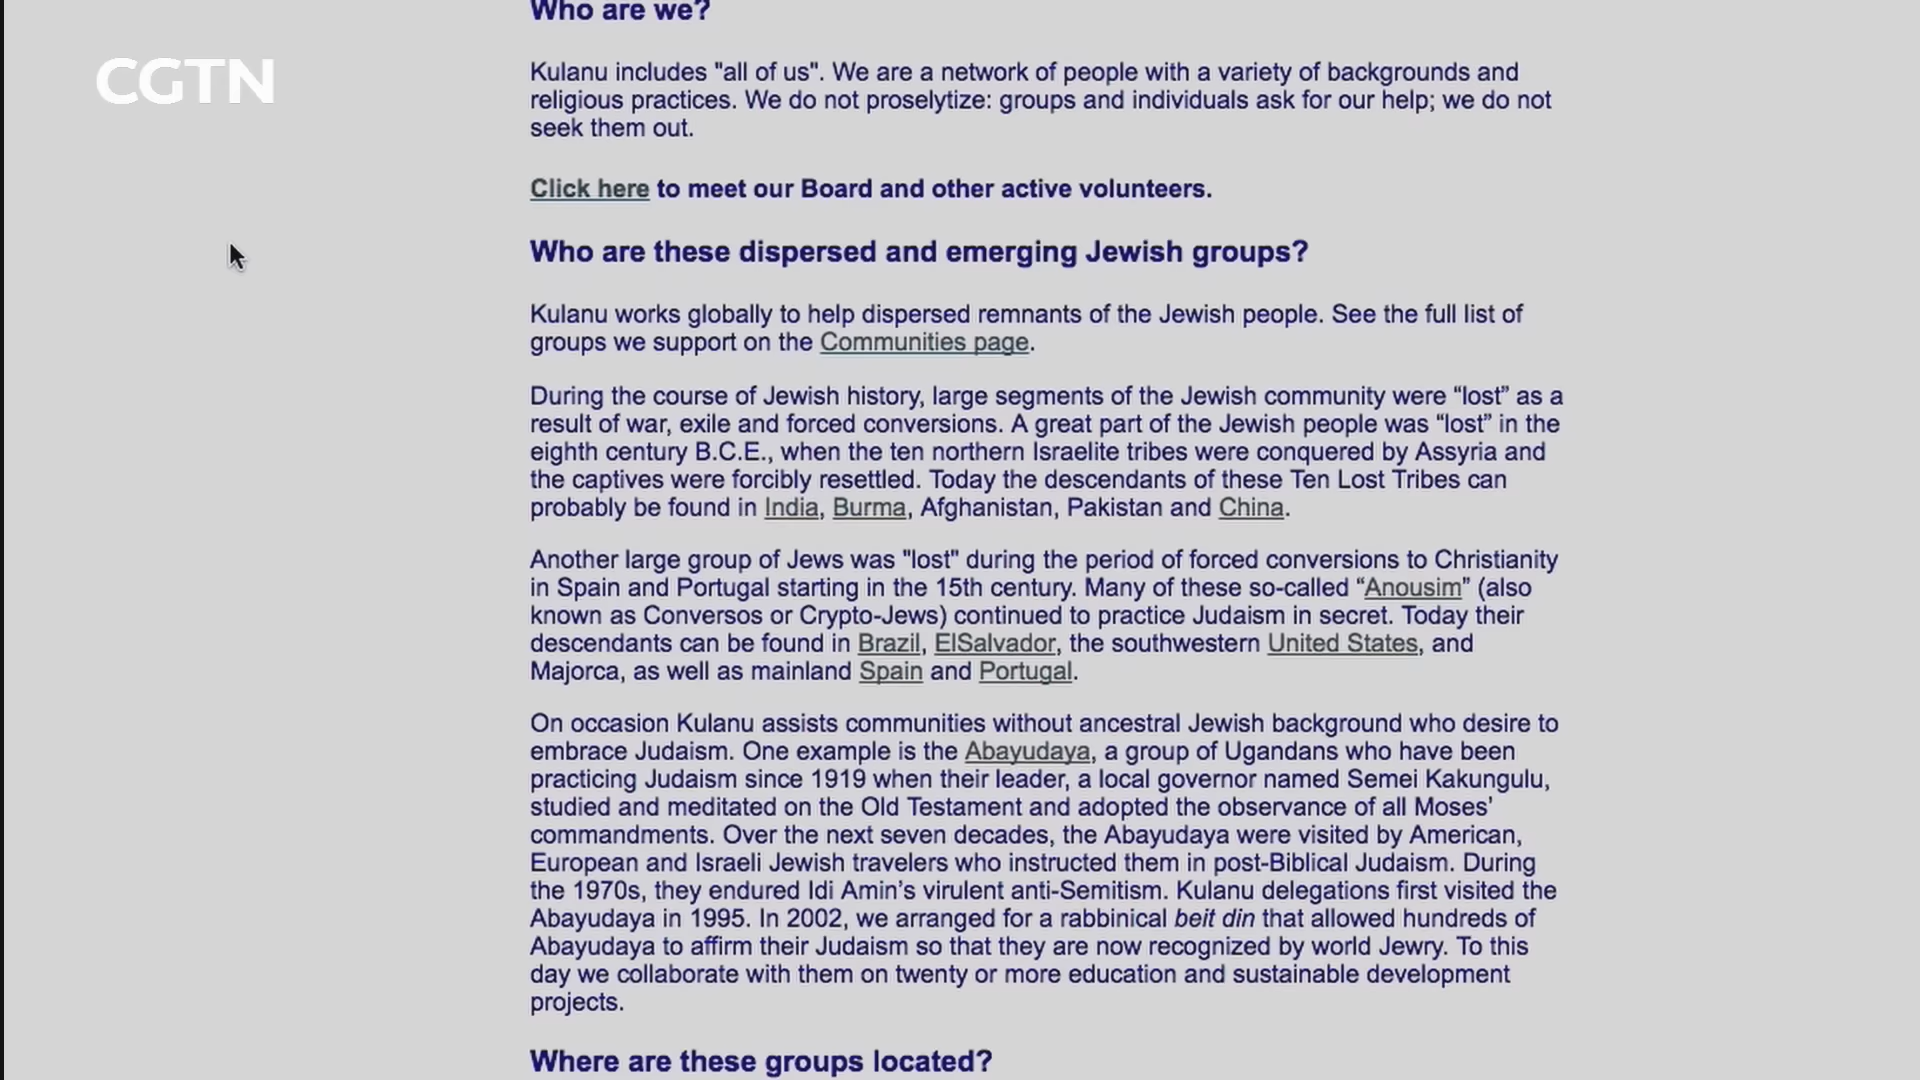 Who are we?
CGTN
Kulanu includes "all of us". We are a network of people with a variety of backgrounds and
religious practices. We do not proselytize: groups and individuals ask for our help; we do not
seek them out.
Click here to meet our Board and other active volunteers.
Who are these dispersed and emerging Jewish groups?
Kulanu works globally to help dispersed remnants of the Jewish people. See the full list of
groups we support on the Communities page.
During the course of Jewish history, large segments of the Jewish community were “lost” as a
result of war, exile and forced conversions. A great part of the Jewish people was “lost” in the
eighth century B.C.E., when the ten northern Israelite tribes were conquered by Assyria and
the captives were forcibly resettled. Today the descendants of these Ten Lost Tribes can
probably be found in India, Burma, Afghanistan, Pakistan and China.
Another large group of Jews was "lost" during the period of forced conversions to Christianity
in Spain and Portugal starting in the 15th century. Many of these so-called “Anousim” (also
known as Conversos or Crypto-Jews) continued to practice Judaism in secret. Today their
descendants can be found in Brazil, ElSalvador, the southwestern United States, and
Majorca, as well as mainland Spain and Portugal.
On occasion Kulanu assists communities without ancestral Jewish background who desire to
embrace Judaism. One example is the Abayudaya, a group of Ugandans who have been
practicing Judaism since 1919 when their leader, a local governor named Semei Kakungulu,
studied and meditated on the Old Testament and adopted the observance of all Moses’
commandments. Over the next seven decades, the Abayudaya were visited by American,
European and Israeli Jewish travelers who instructed them in post-Biblical Judaism. During
the 1970s, they endured Idi Amin’s virulent anti-Semitism. Kulanu delegations first visited the
Abayudaya in 1995. In 2002, we arranged for a rabbinical beit din that allowed hundreds of
Abayudaya to affirm their Judaism so that they are now recognized by world Jewry. To this
day we collaborate with them on twenty or more education and sustainable development
projects.
Where are these groups located?